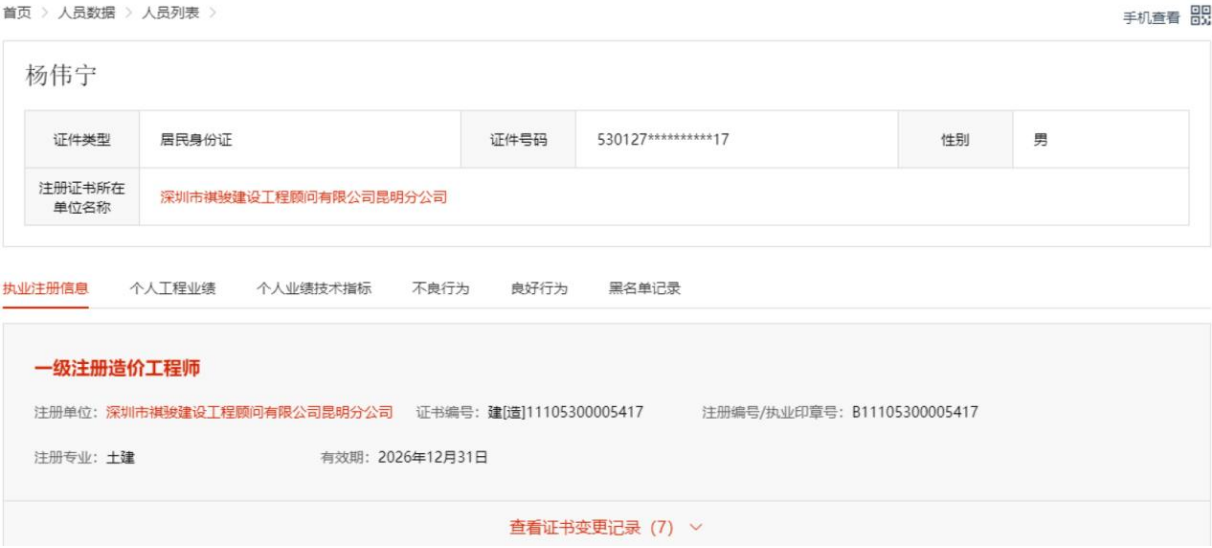 首页 > 人员数据 > 人员列表 >
手机查看
杨伟宁
证件类型 居民身份证 证件号码 530127**********17 性别 男
注册证书所在
单位名称
深圳市祺骏建设工程顾问有限公司昆明分公司
执业注册信息 个人工程业绩 个人业绩技术指标 不良行为 良好行为 黑名单记录
一级注册造价工程师
注册单位：深圳市祺骏建设工程顾问有限公司昆明分公司 证书编号：建[造]11105300005417 注册编号/执业印章号：B11105300005417
注册专业：土建 有效期：2026年12月31日
查看证书变更记录（7）